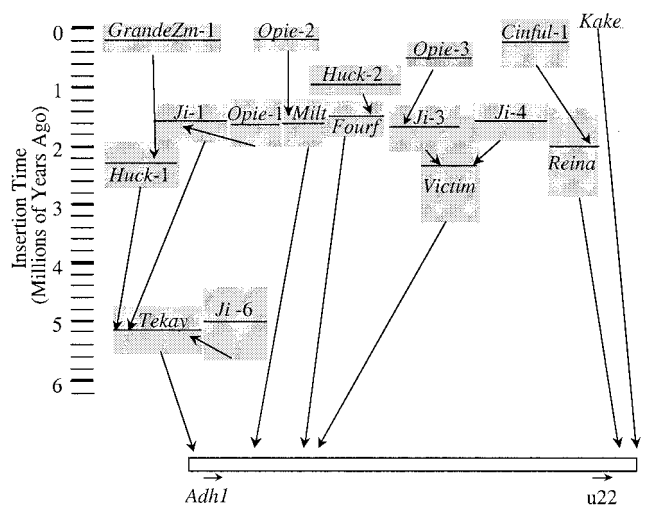 Kake
0
GrandeZm-1
Opie-2
Cinful-1
Opie-3
1
Huck-2
Ji-1
Opie-1
Milt
Fourf
Ji-3
Ji-4
2
Huck-1
Victim
Reina
3
Insertion Time
(Millions of Years Ago)
4
Ji -6
5
Tekay
6
Adh1
u22